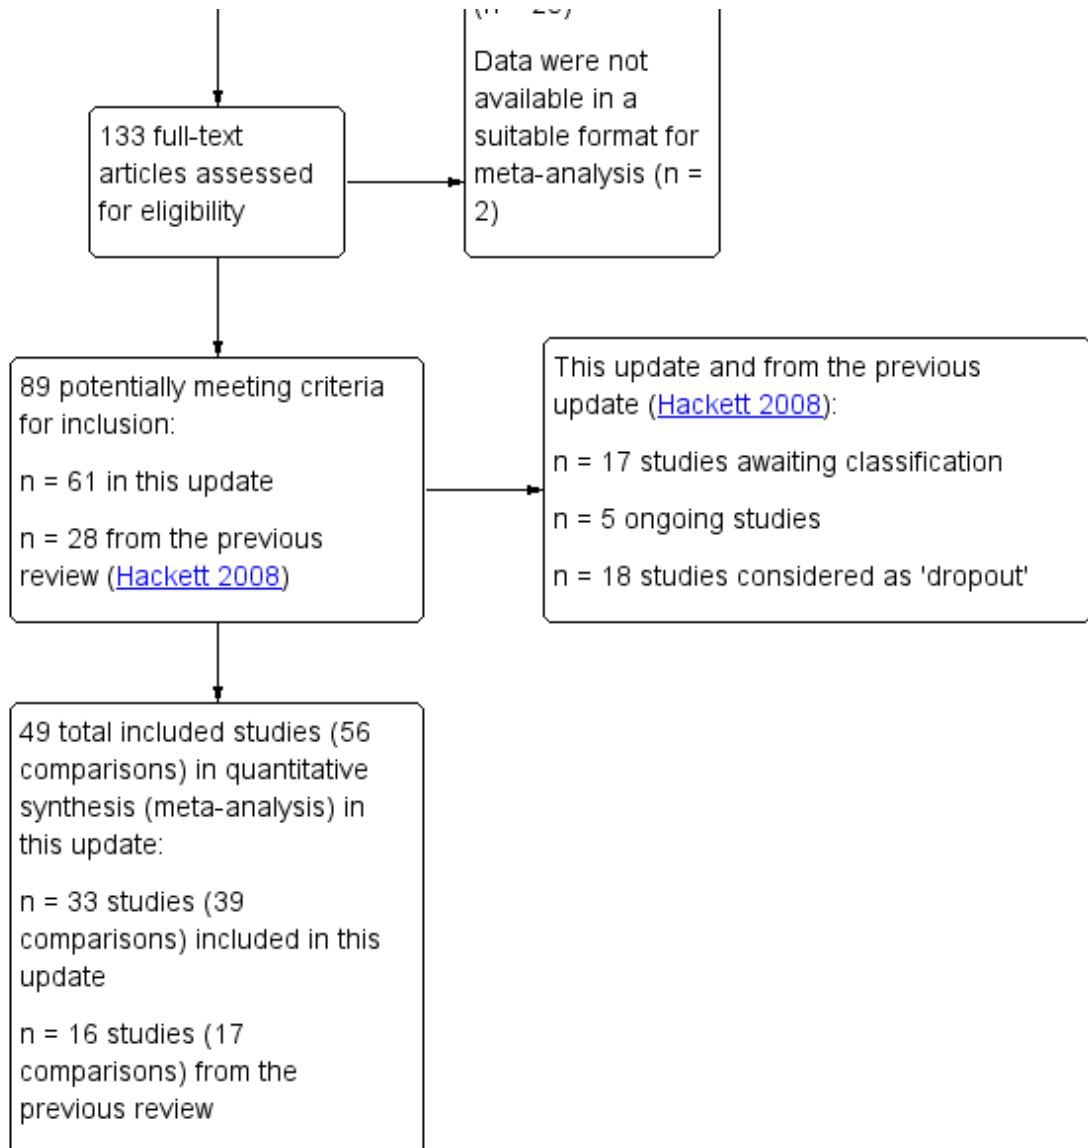 Data were not
available in a
suitable format for
meta-analysis (n =
2)
133 full-text
articles assessed
for eligibility
89 potentially meeting criteria
for inclusion:
n = 61 in this update
n = 28 from the previous
review (Hackett 2008)
This update and from the previous
update (Hackett 2008):
n = 17 studies awaiting classification
n = 5 ongoing studies
n = 18 studies considered as 'dropout'
49 total included studies (56
comparisons) in quantitative
synthesis (meta-analysis) in
this update:
n = 33 studies (39
comparisons) included in this
update
n = 16 studies (17
comparisons) from the
previous review